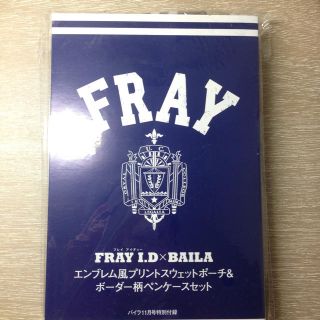 FRAY
フレイ アイディー
FRAY I.D×BAILA
エンブレム風プリントスウェットポーチ&
ボーダー柄ペンケースセット
バイラ11月号特別付録